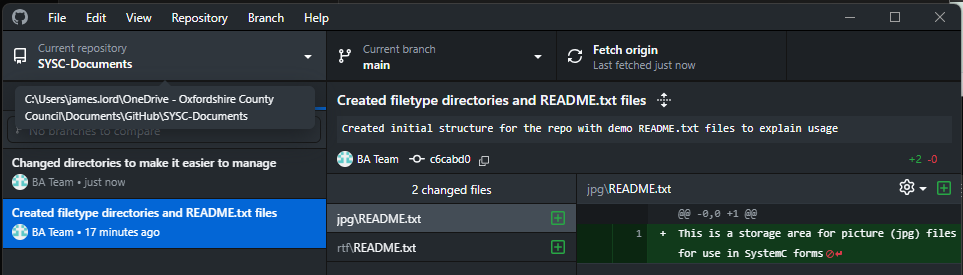 File Edit View Repository Branch Help
Current repository
SYSC-Documents
Current branch
main
Fetch origin
Last fetched just now
C:\Users\james.lord\OneDrive - Oxfordshire County
Council\Documents\GitHub\SYSC-Documents
No branches to compare
Changed directories to make it easier to manage
BA Team • just now
Created filetype directories and README.txt files
BA Team • 17 minutes ago
Created filetype directories and README.txt files
Created initial structure for the repo with demo README.txt files to explain usage
BA Team c6cabd0 +2 -0
2 changed files
jpg\README.txt
rtf\README.txt
jpg\README.txt
@@ -0,0 +1 @@
1 + This is a storage area for picture (jpg) files
for use in SystemC forms